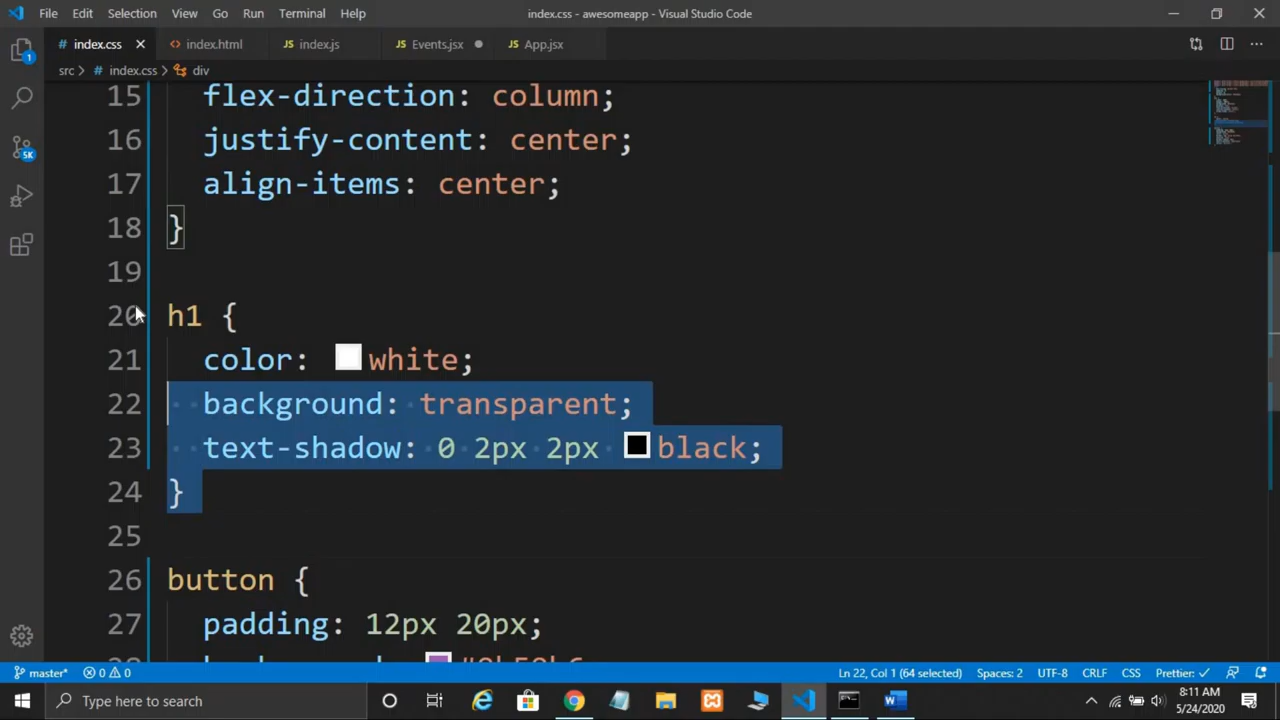 File Edit Selection View Go Run Terminal Help index.css - awesomeapp - Visual Studio Code
index.css index.html index.js Events.jsx App.jsx
src > index.css > div
15 flex-direction: column;
16 justify-content: center;
17 align-items: center;
18 }
19
20 h1 {
21 color: white;
22 background: transparent;
23 text-shadow: 0 2px 2px black;
24 }
25
26 button {
27 padding: 12px 20px;
master* 0 0 Ln 22, Col 1 (64 selected) Spaces: 2 UTF-8 CRLF CSS Prettier: ✓
Type here to search 8:11 AM
5/24/2020